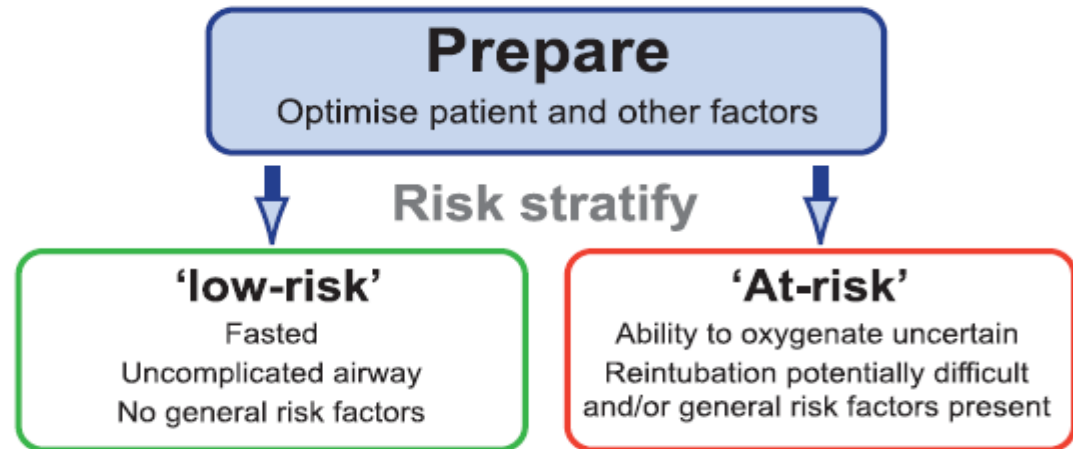 Prepare
Optimise patient and other factors
Risk stratify
‘low-risk’
Fasted
Uncomplicated airway
No general risk factors
‘At-risk’
Ability to oxygenate uncertain
Reintubation potentially difficult
and/or general risk factors present